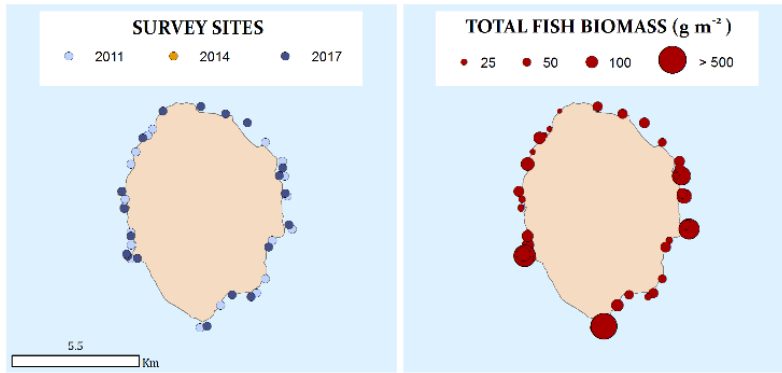 SURVEY SITES
2011 2014 2017
5.5
Km
TOTAL FISH BIOMASS (g m⁻²)
25 50 100 > 500